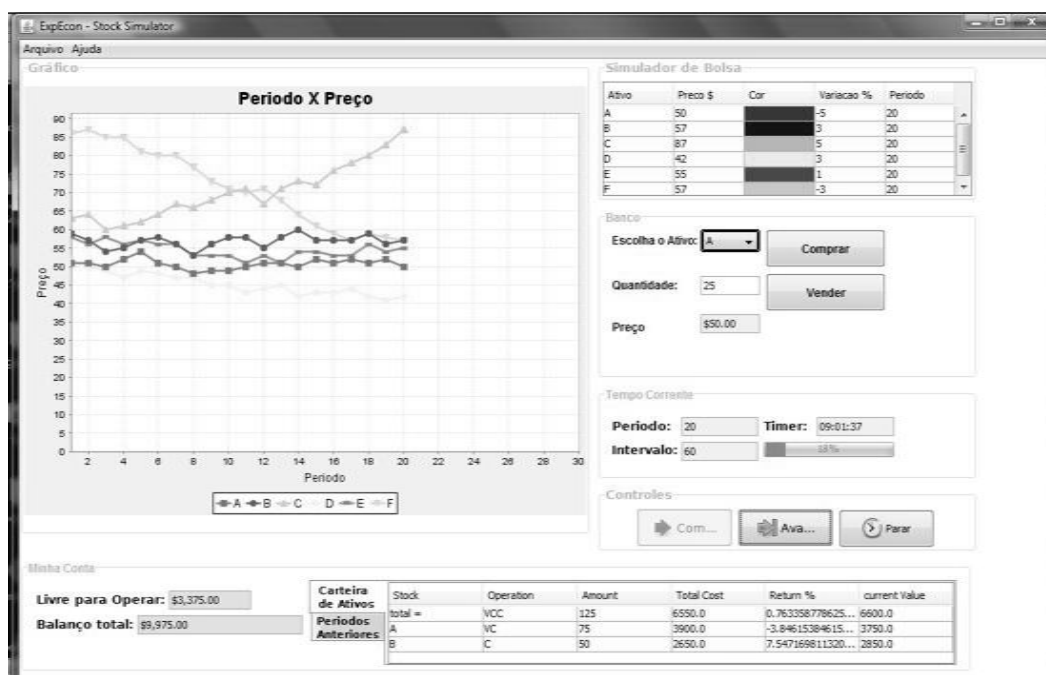 ExpEcon - Stock Simulator
Arquivo Ajuda
Gráfico
Periodo X Preço
90
85
80
75
70
65
60
55
50
45
40
35
30
25
20
15
10
5
0
Preço
2 4 6 8 10 12 14 16 18 20 22 24 26 28 30
Periodo
A B C D E F
Simulador de Bolsa
Ativo Preco $ Cor Variacao % Periodo
A 50 -5 20
B 57 3 20
C 87 5 20
D 42 3 20
E 55 1 20
F 57 -3 20
Banco
Escolha o Ativo: A
Comprar
Quantidade: 25
Vender
Preço $50.00
Tempo Corrente
Periodo: 20 Timer: 09:01:37
Intervalo: 60 18%
Controles
Com... Ava... Parar
Minha Conta
Livre para Operar: $3,375.00
Balanço total: $9,975.00
Carteira de Ativos
Periodos Anteriores
Stock Operation Amount Total Cost Return % current Value
total = VCC 125 6550.0 0.763358778625... 6600.0
A VC 75 3900.0 -3.84615384615... 3750.0
B C 50 2650.0 7.547169811320... 2850.0